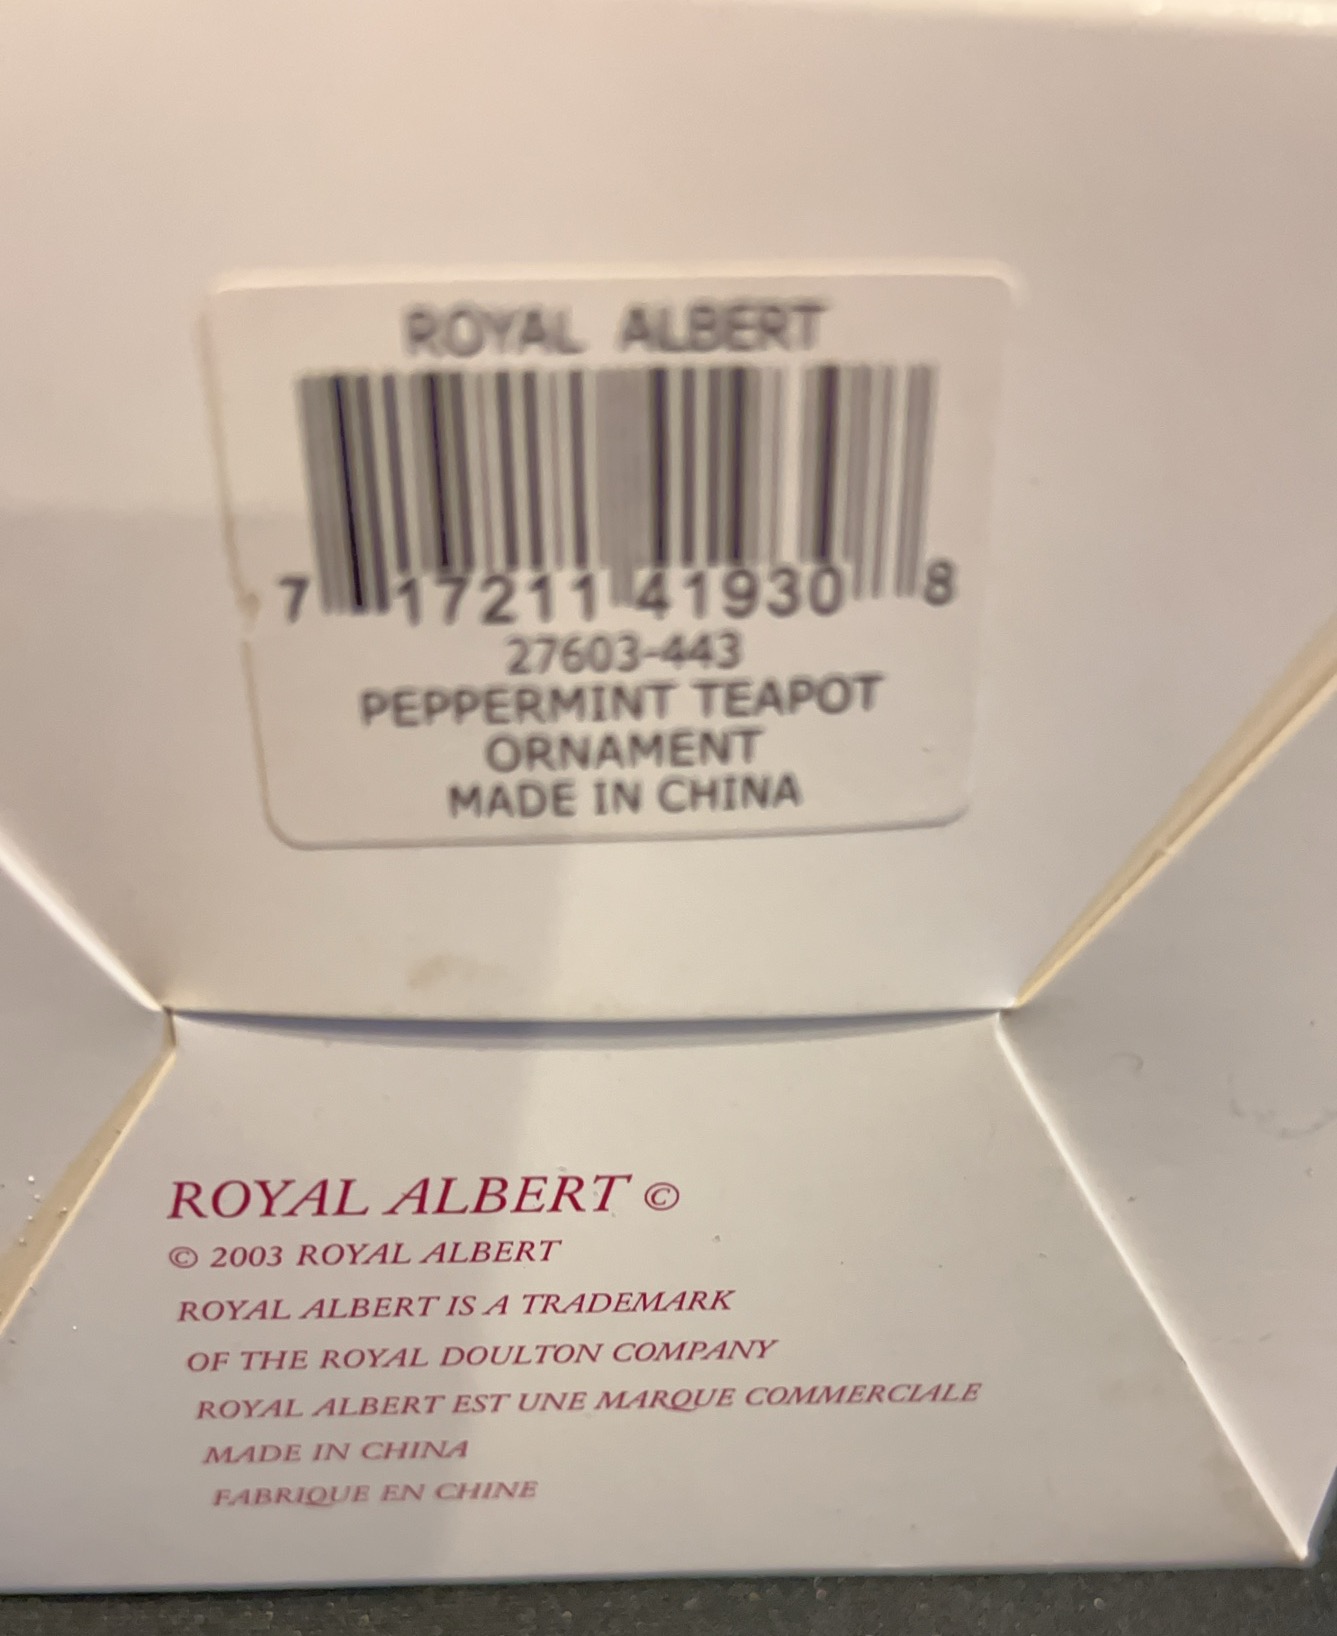 ROYAL ALBERT
7 17211 41930 8
27603-443
PEPPERMINT TEAPOT
ORNAMENT
MADE IN CHINA
ROYAL ALBERT ©
© 2003 ROYAL ALBERT
ROYAL ALBERT IS A TRADEMARK
OF THE ROYAL DOULTON COMPANY
ROYAL ALBERT EST UNE MARQUE COMMERCIALE
MADE IN CHINA
FABRIQUE EN CHINE